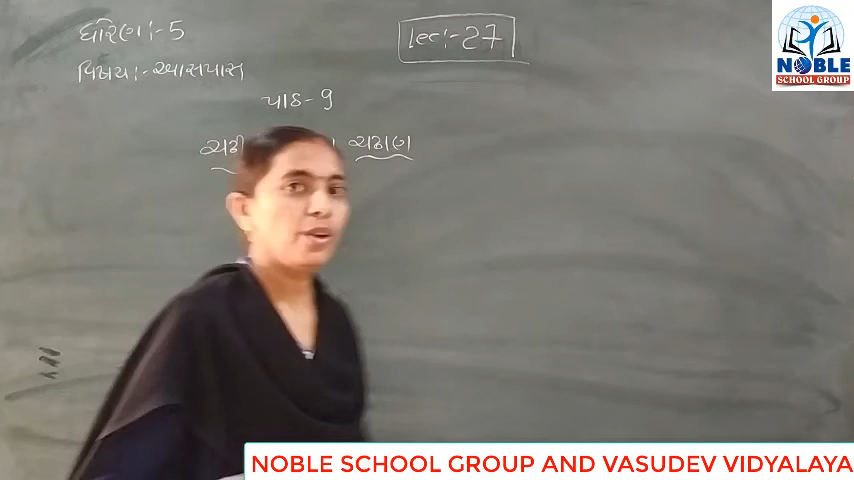 ધોરણ :- 5
Lec :- 27
વિષય :- આસપાસ
પાઠ - 9
ચઢાણ
NOBLE
SCHOOL GROUP
NOBLE SCHOOL GROUP AND VASUDEV VIDYALAYA